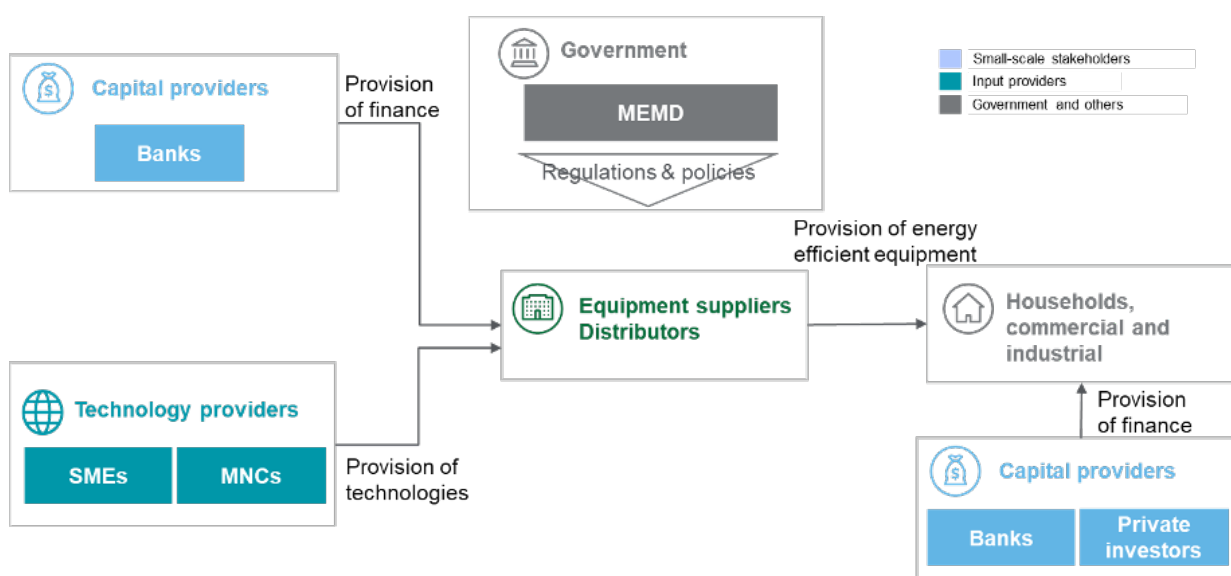 Capital providers
Banks
Provision
of finance
Government
MEMD
Regulations & policies
Small-scale stakeholders
Input providers
Government and others
Provision of energy
efficient equipment
Equipment suppliers
Distributors
Households,
commercial and
industrial
Technology providers
SMEs
MNCs
Provision of
technologies
Provision
of finance
Capital providers
Banks
Private
investors